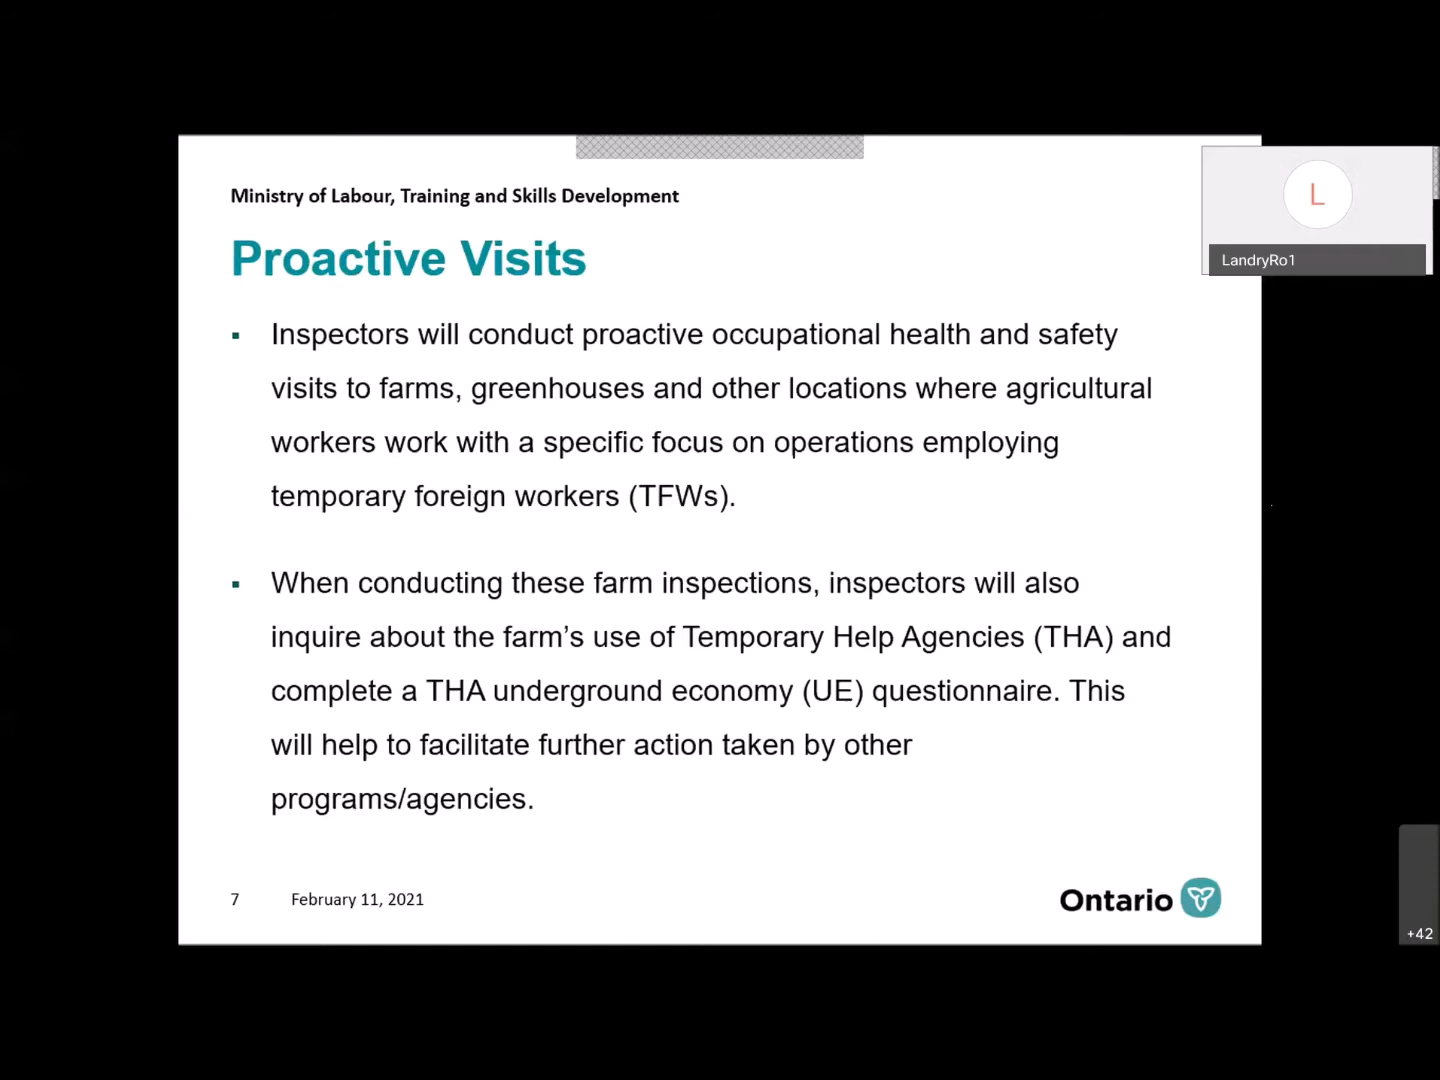 Ministry of Labour, Training and Skills Development
Proactive Visits
▪ Inspectors will conduct proactive occupational health and safety
visits to farms, greenhouses and other locations where agricultural
workers work with a specific focus on operations employing
temporary foreign workers (TFWs).
▪ When conducting these farm inspections, inspectors will also
inquire about the farm’s use of Temporary Help Agencies (THA) and
complete a THA underground economy (UE) questionnaire. This
will help to facilitate further action taken by other
programs/agencies.
7 February 11, 2021
Ontario
L
LandryRo1
+42